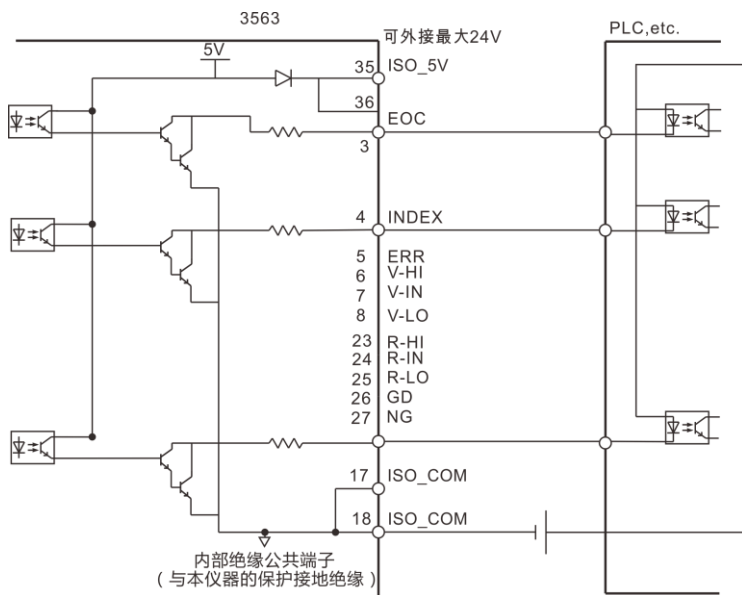 3563
可外接最大24V
PLC,etc.
5V
35 ISO_5V
36
EOC
3
4 INDEX
5 ERR
6 V-HI
7 V-IN
8 V-LO
23 R-HI
24 R-IN
25 R-LO
26 GD
27 NG
17 ISO_COM
18 ISO_COM
内部绝缘公共端子
(与本仪器的保护接地绝缘)